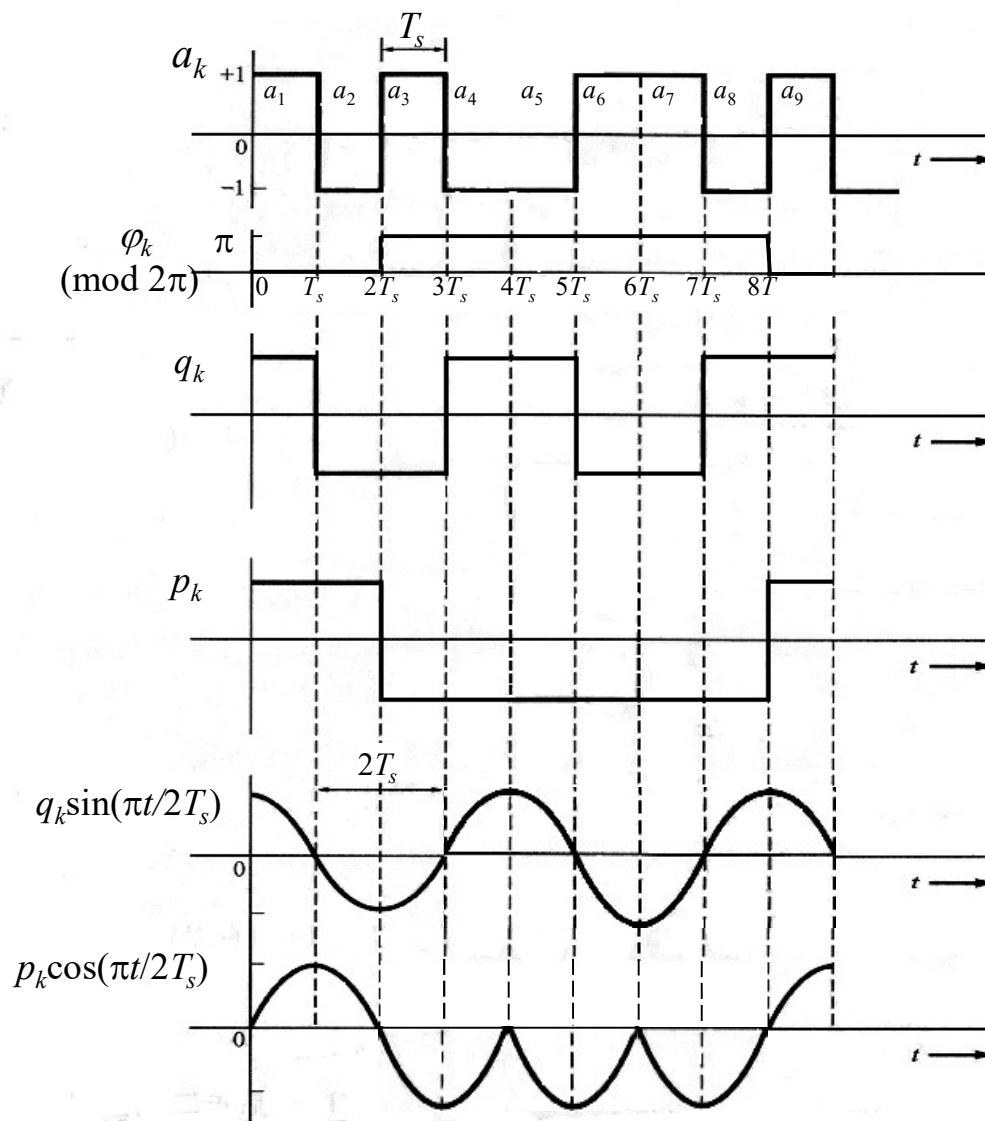 T_s
a_k
+1
a_1 a_2 a_3 a_4 a_5 a_6 a_7 a_8 a_9
0
t
−1
φ_k π
(mod 2π)
0 T_s 2T_s 3T_s 4T_s 5T_s 6T_s 7T_s 8T
q_k
t
p_k
t
2T_s
q_k sin(πt/2T_s)
0
t
p_k cos(πt/2T_s)
0
t